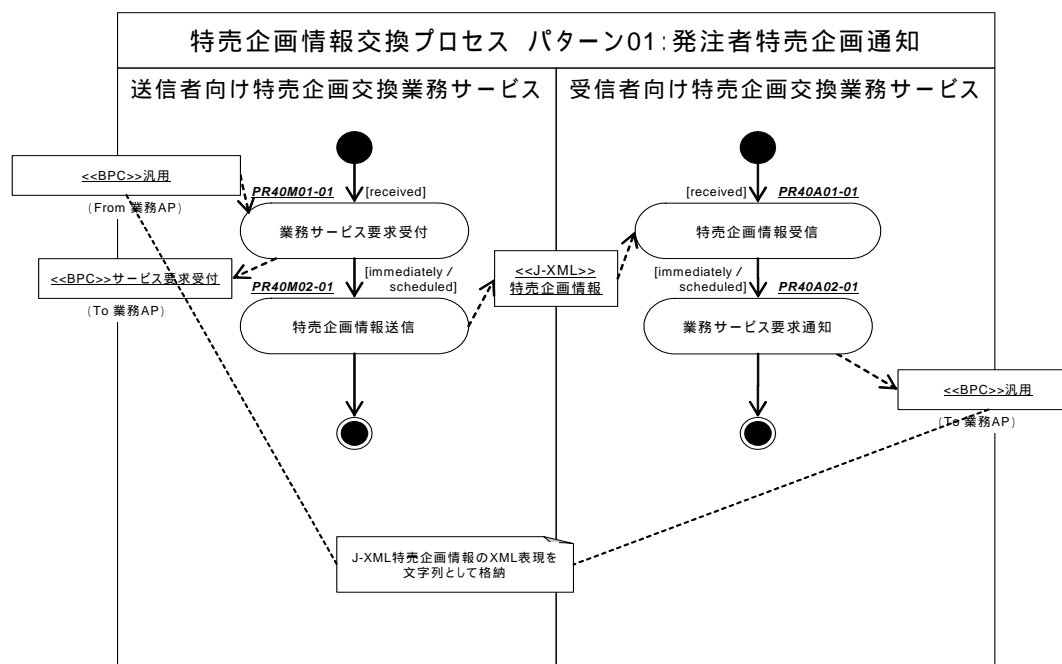 特売企画情報交換プロセス パターン01:発注者特売企画通知
送信者向け特売企画交換業務サービス
受信者向け特売企画交換業務サービス
<<BPC>>汎用
(From 業務AP)
PR40M01-01
[received]
業務サービス要求受付
<<BPC>>サービス要求受付
(To 業務AP)
[immediately /
scheduled]
PR40M02-01
特売企画情報送信
<<J-XML>>
特売企画情報
[received]
PR40A01-01
特売企画情報受信
[immediately /
scheduled]
PR40A02-01
業務サービス要求通知
<<BPC>>汎用
(To 業務AP)
J-XML特売企画情報のXML表現を
文字列として格納